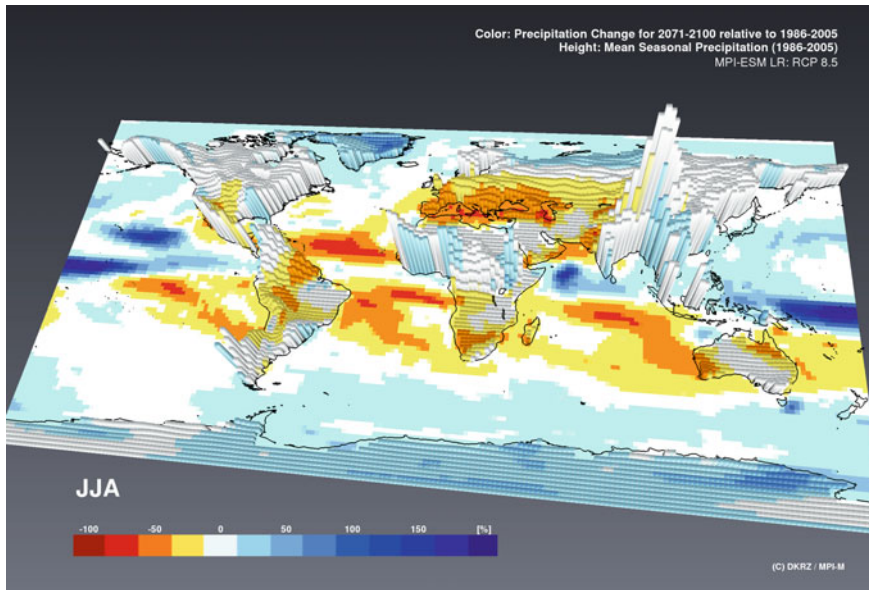 Color: Precipitation Change for 2071-2100 relative to 1986-2005
Height: Mean Seasonal Precipitation (1986-2005)
MPI-ESM LR: RCP 8.5
JJA
-100 -50 0 50 100 150 [%]
(C) DKRZ / MPI-M